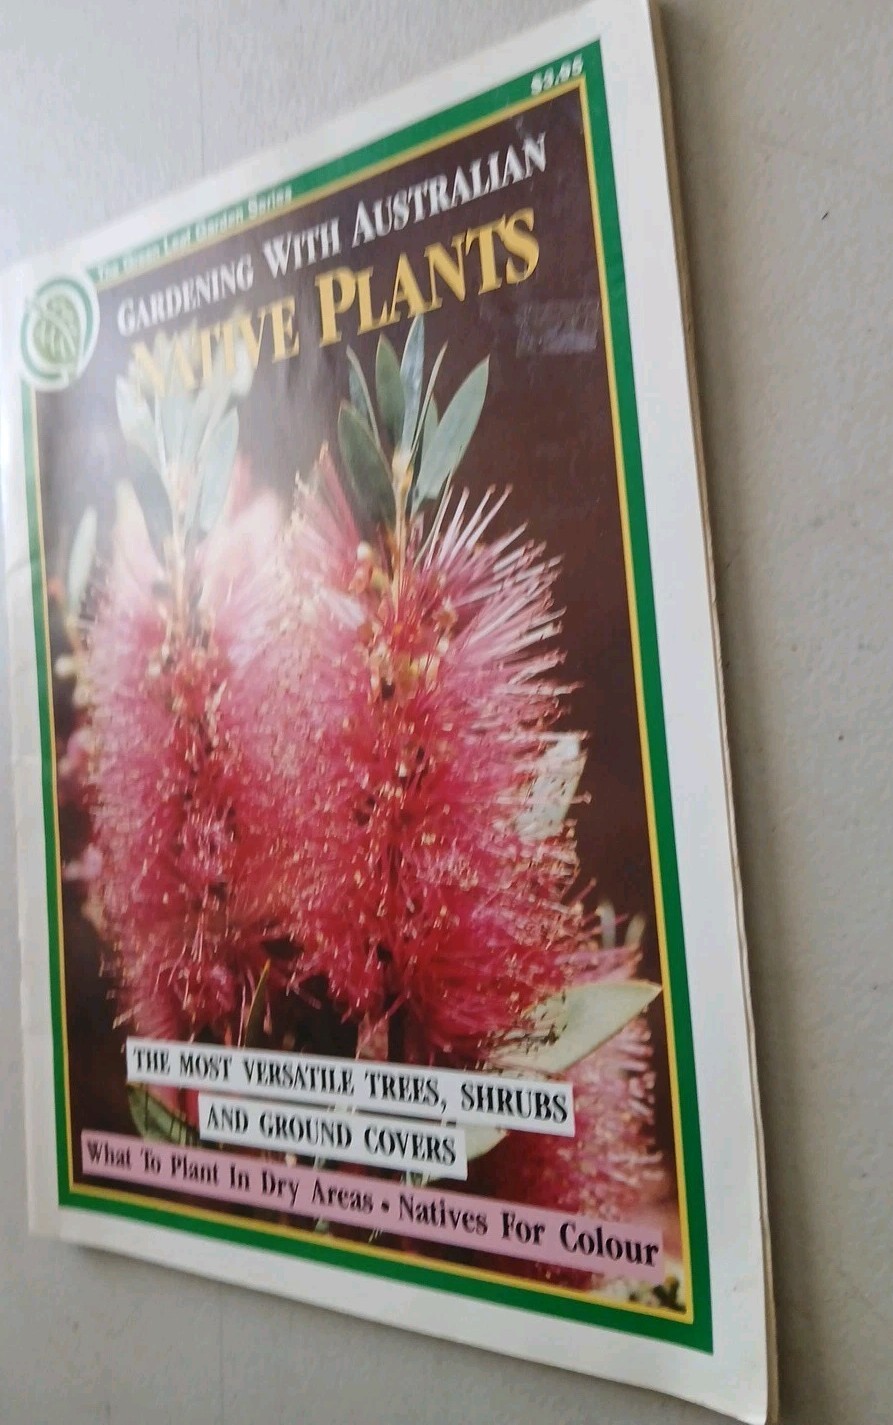 $3.95
The Green Leaf Garden Series
GARDENING WITH AUSTRALIAN
NATIVE PLANTS
THE MOST VERSATILE TREES, SHRUBS
AND GROUND COVERS
What To Plant In Dry Areas • Natives For Colour